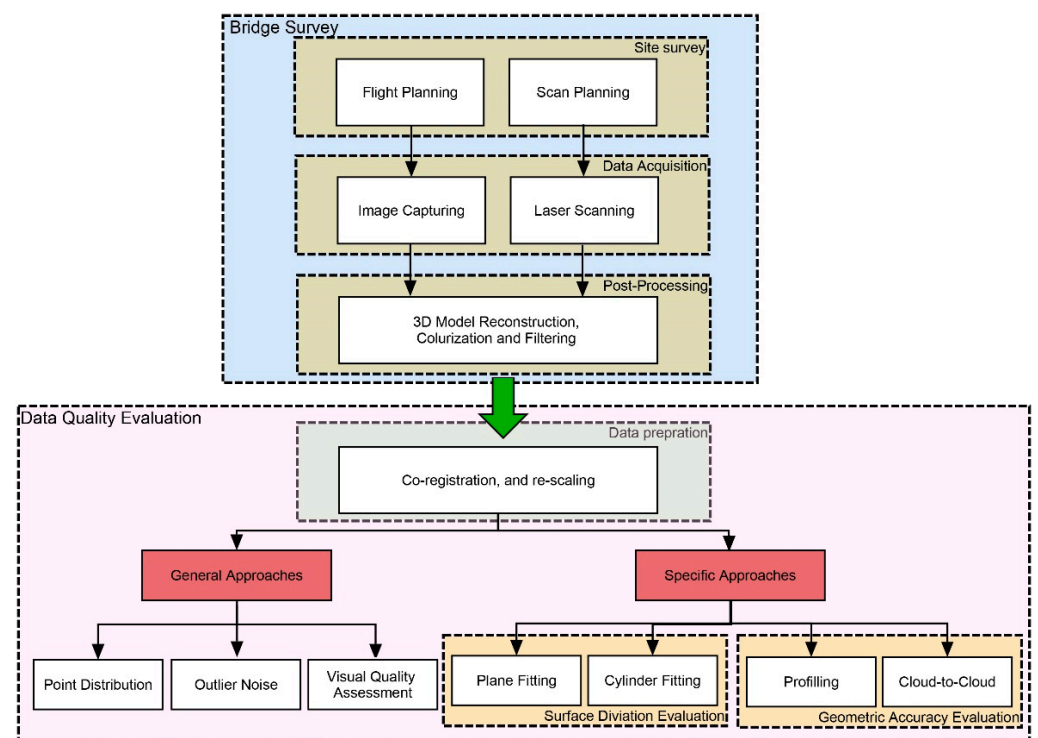 Bridge Survey
Site survey
Flight Planning
Scan Planning
Data Acquisition
Image Capturing
Laser Scanning
Post-Processing
3D Model Reconstruction,
Colurization and Filtering
Data Quality Evaluation
Data prepration
Co-registration, and re-scaling
General Approaches
Specific Approaches
Point Distribution
Outlier Noise
Visual Quality
Assessment
Plane Fitting
Cylinder Fitting
Surface Diviation Evaluation
Profilling
Cloud-to-Cloud
Geometric Accuracy Evaluation